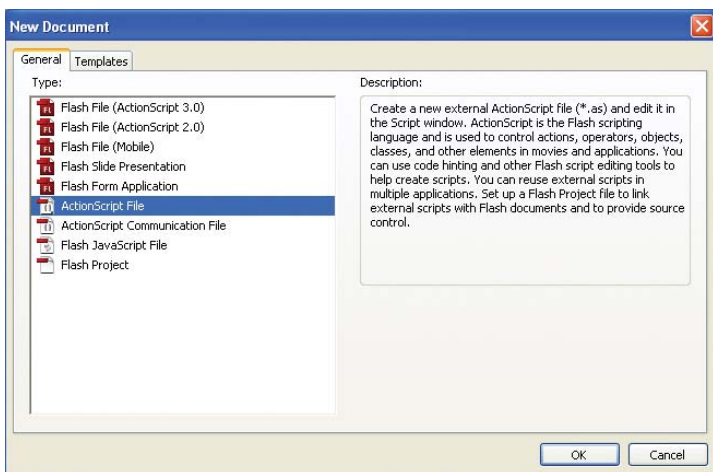 New Document
General Templates
Type:
Flash File (ActionScript 3.0)
Flash File (ActionScript 2.0)
Flash File (Mobile)
Flash Slide Presentation
Flash Form Application
ActionScript File
ActionScript Communication File
Flash JavaScript File
Flash Project
Description:
Create a new external ActionScript file (*.as) and edit it in
the Script window. ActionScript is the Flash scripting
language and is used to control actions, operators, objects,
classes, and other elements in movies and applications. You
can use code hinting and other Flash script editing tools to
help create scripts. You can reuse external scripts in
multiple applications. Set up a Flash Project file to link
external scripts with Flash documents and to provide source
control.
OK Cancel